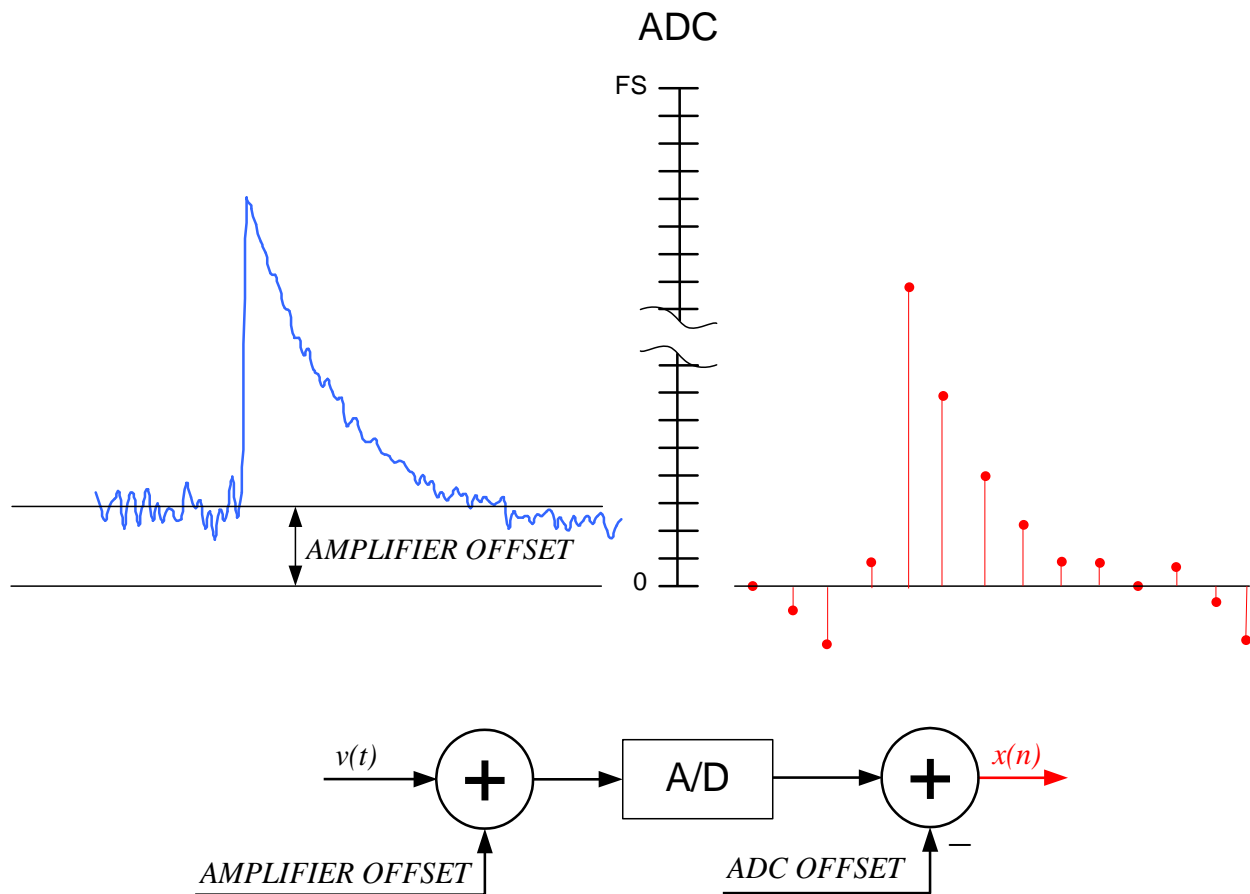 ADC
FS
AMPLIFIER OFFSET
0
v(t)
+
A/D
+
x(n)
AMPLIFIER OFFSET
ADC OFFSET
–